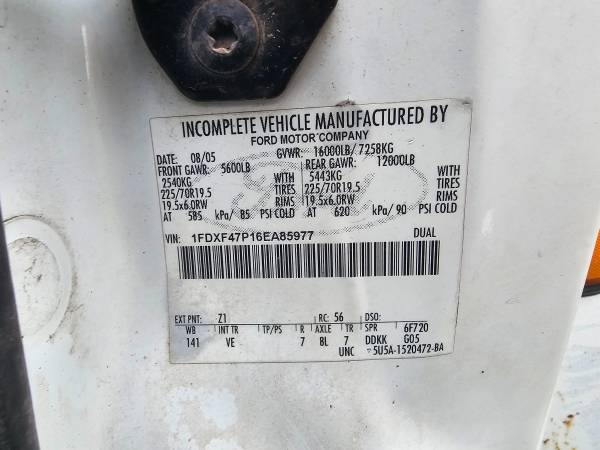 INCOMPLETE VEHICLE MANUFACTURED BY
FORD MOTOR COMPANY
DATE: 08/05 GVWR: 16000LB/ 7258KG
FRONT GAWR: 5600LB REAR GAWR: 12000LB
2540KG WITH 5443KG WITH
225/70R19.5 TIRES 225/70R19.5 TIRES
19.5x6.0RW RIMS 19.5x6.0RW RIMS
AT 585 kPa/ 85 PSI COLD AT 620 kPa/ 90 PSI COLD
VIN: 1FDXF47P16EA85977 DUAL
EXT PNT: Z1 RC: 56 DSO:
WB INT TR TP/PS R AXLE TR SPR 6F720
141 VE 7 8L 7 DDKK G05
UNC 5U5A-1520472-BA